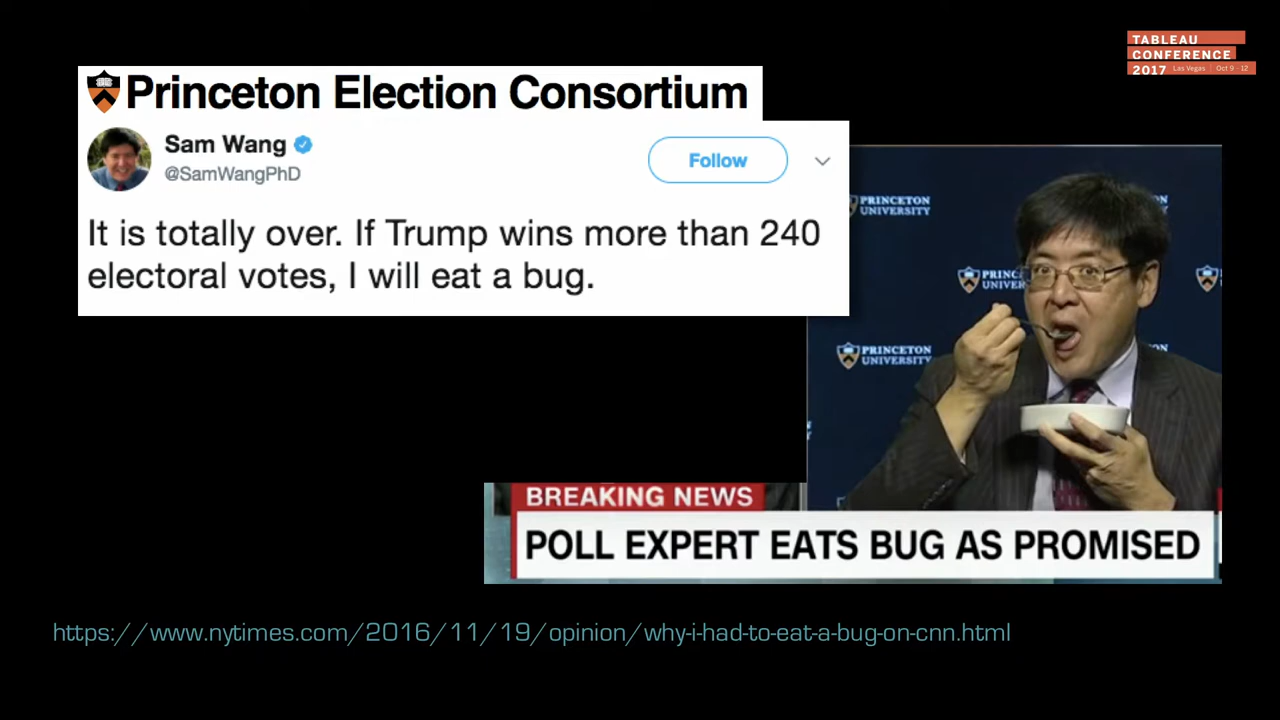 TABLEAU
CONFERENCE
2017 Las Vegas | Oct 9 - 12
Princeton Election Consortium
Sam Wang
@SamWangPhD
Follow
It is totally over. If Trump wins more than 240
electoral votes, I will eat a bug.
PRINCETON
UNIVERSITY
PRINC
UNIVER
PRINCETON
UNIVERSITY
BREAKING NEWS
POLL EXPERT EATS BUG AS PROMISED
https://www.nytimes.com/2016/11/19/opinion/why-i-had-to-eat-a-bug-on-cnn.html